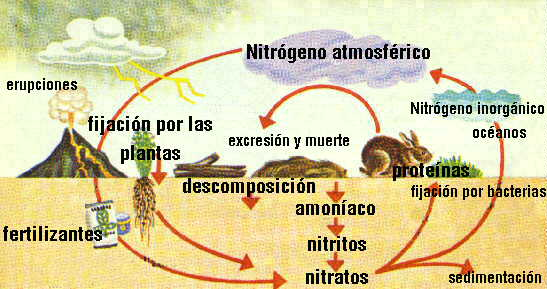 Nitrógeno atmosférico
erupciones
Nitrógeno inorgánico
océanos
fijación por las
plantas
excreción y muerte
proteínas
descomposición
fijación por bacterias
amoníaco
fertilizantes
nitritos
nitratos
sedimentación